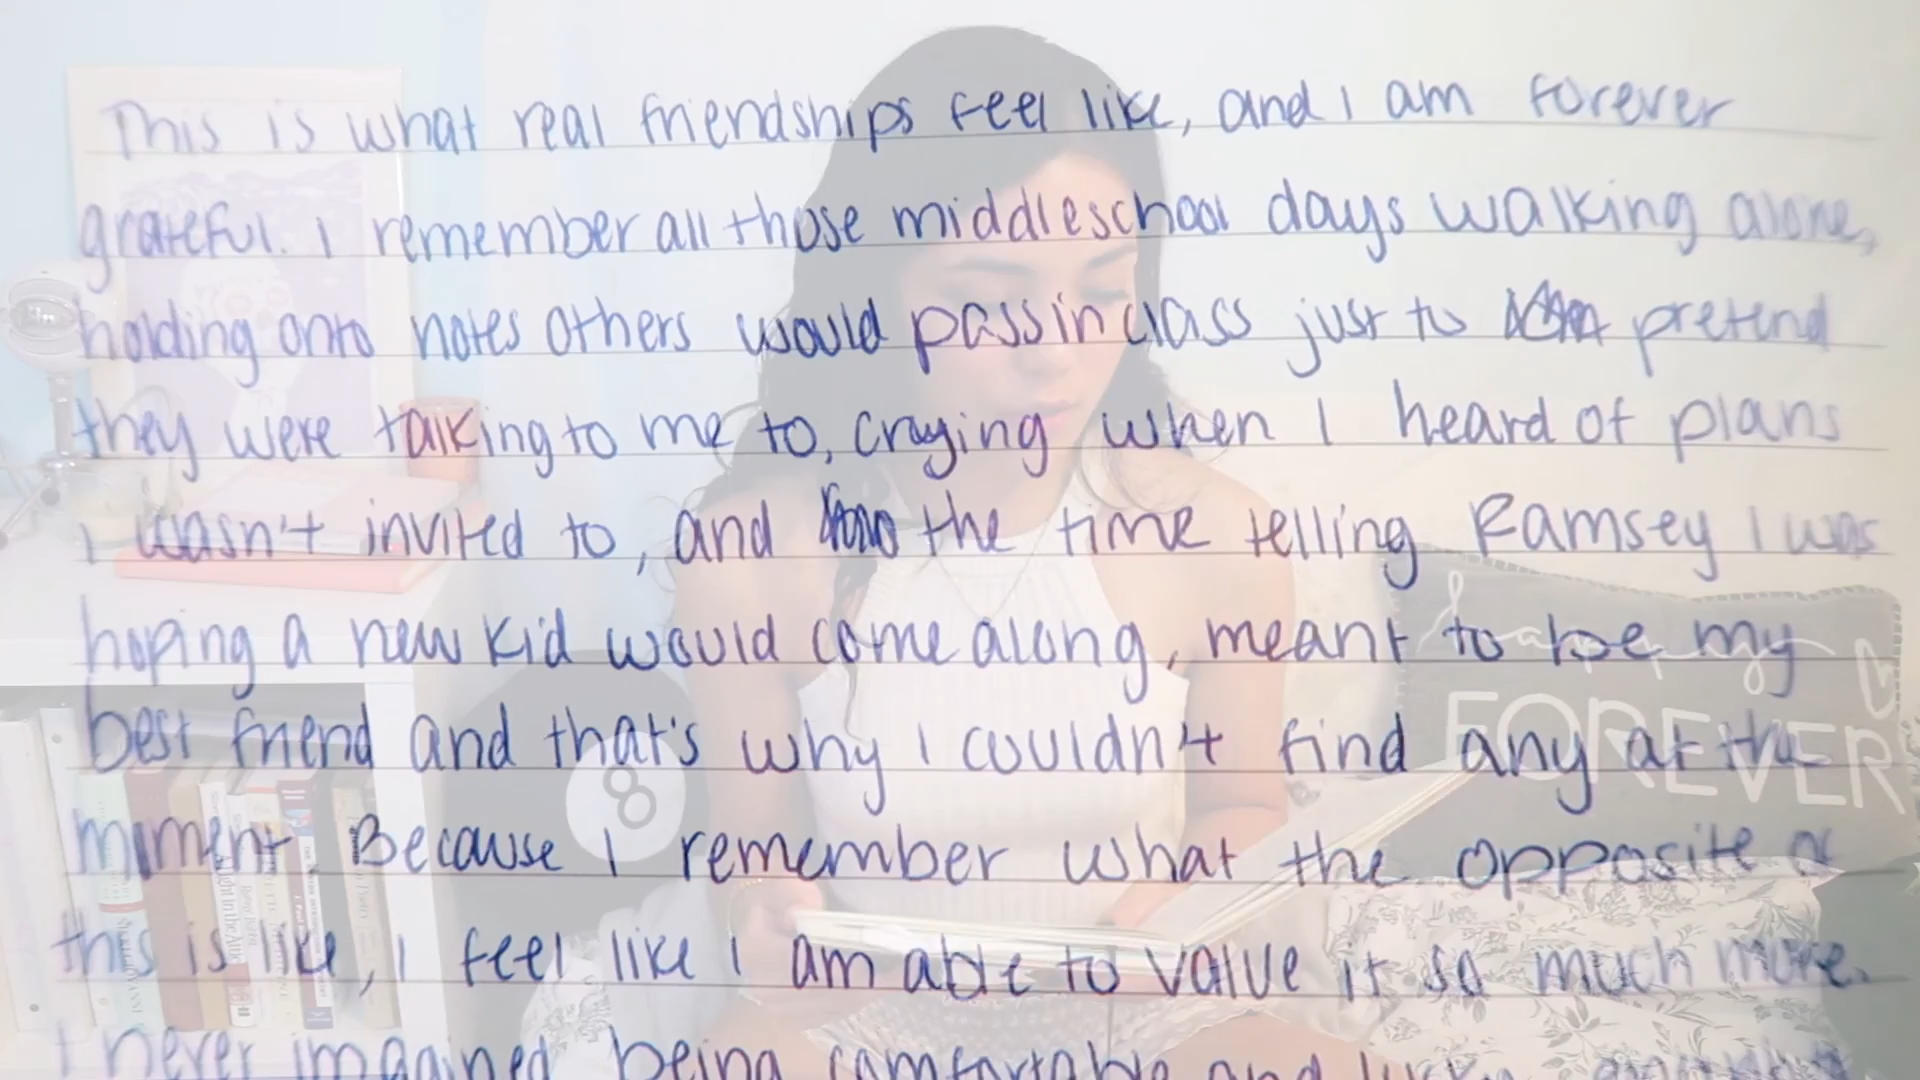 This is what real friendships feel like, and I am forever
grateful. I remember all those middleschool days walking alone,
holding onto notes others would pass in class just to pretend
they were talking to me to, crying when I heard of plans
I wasn't invited to, and the time telling Ramsey I was
hoping a new kid would come along, meant to be my
best friend and that's why I couldn't find any at the
moment. Because I remember what the opposite of
this is like, I feel like I am able to value it so much more.
I never imagined being comfortable and
happy
FOREVER
8